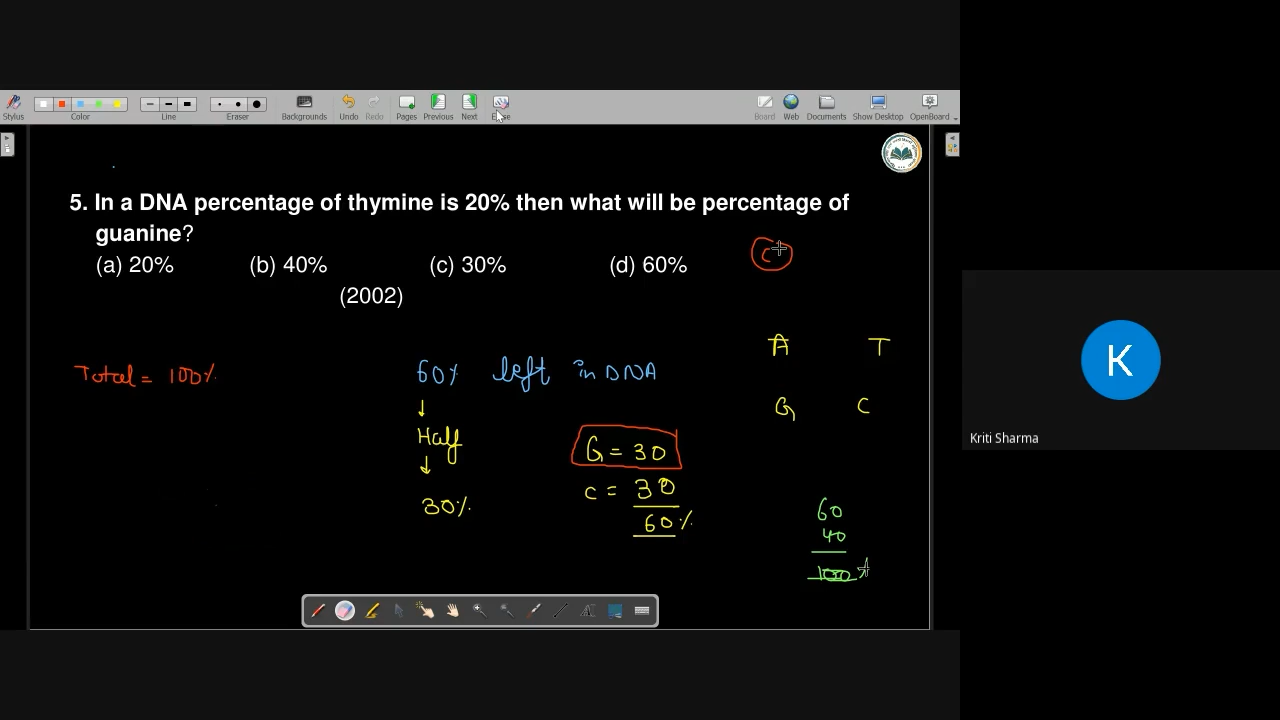 Stylus
Color
Line
Eraser
Backgrounds
Undo
Redo
Pages
Previous
Next
Erase
Board
Web
Documents
Show Desktop
OpenBoard
5. In a DNA percentage of thymine is 20% then what will be percentage of
guanine?
(a) 20% (b) 40% (c) 30% (d) 60%
(2002)
C
A T
Total = 100%
60% left in DNA
G C
Half
G = 30
30%
C = 30
60%
60
40
100
K
Kriti Sharma